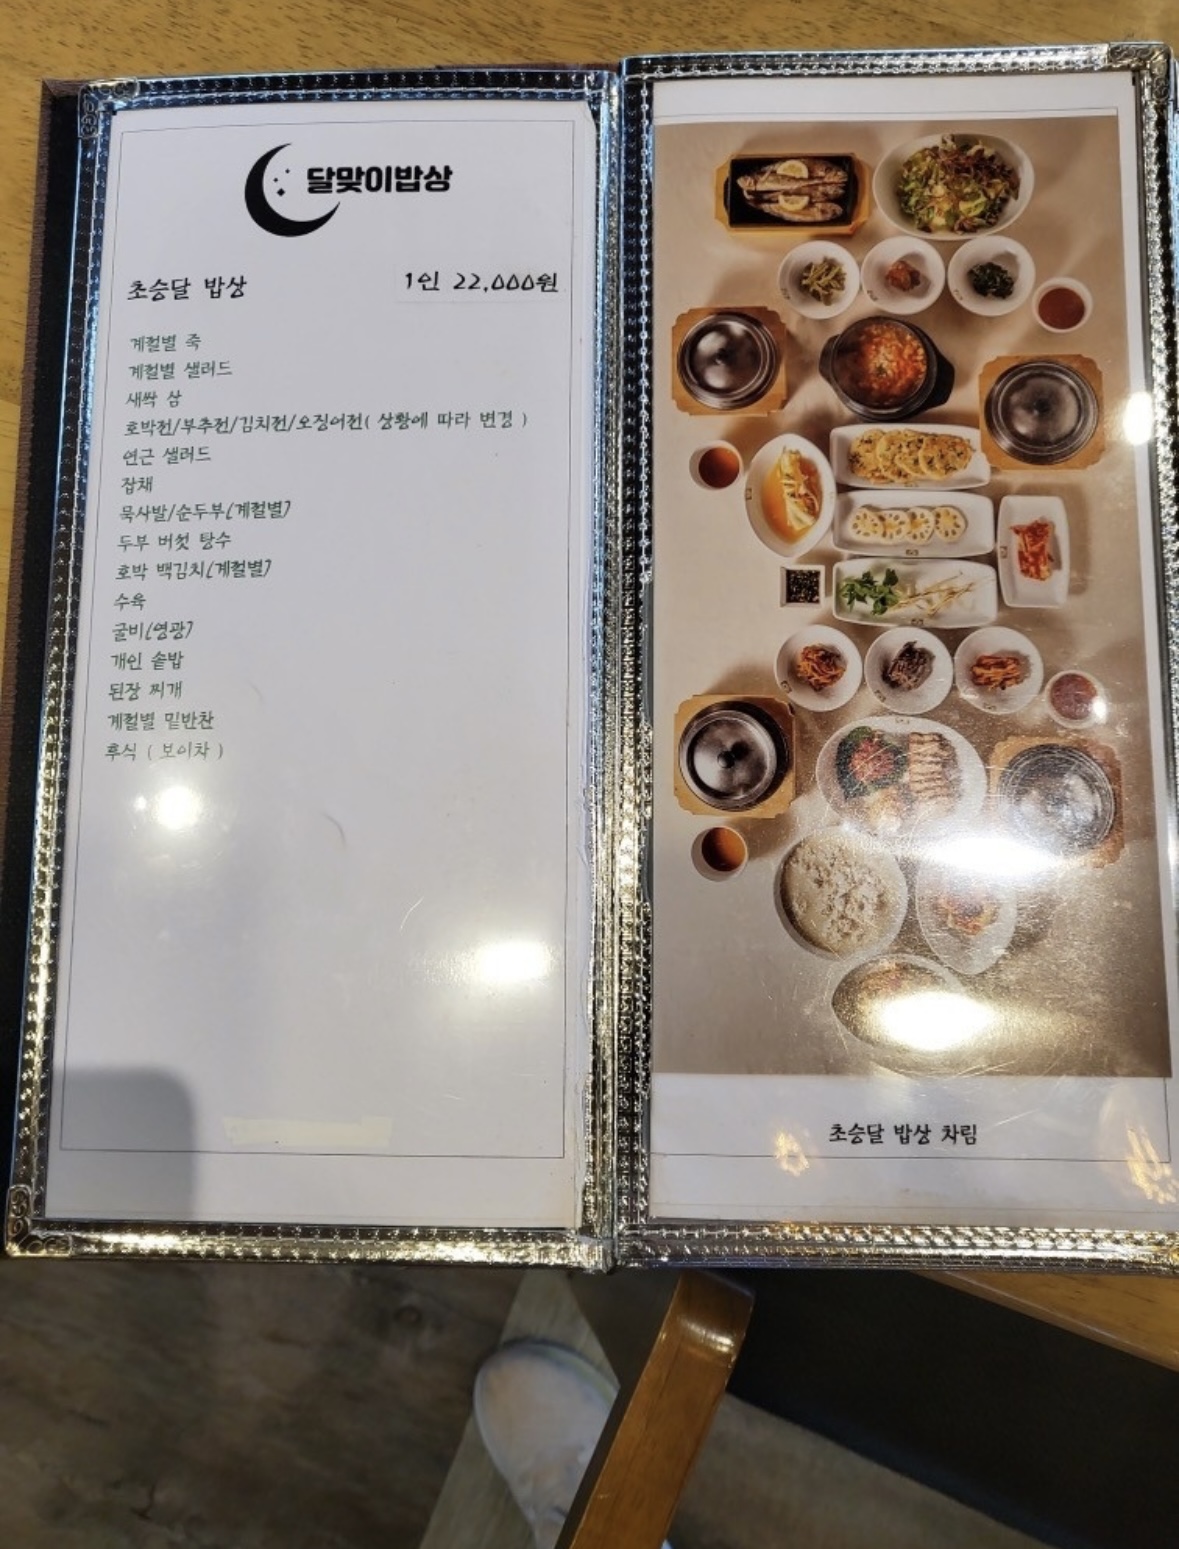 달맞이밥상
초승달 밥상 1인 22,000원
계절별 죽
계절별 샐러드
새싹 삼
호박전/부추전/김치전/오징어전( 상황에 따라 변경 )
연근 샐러드
잡채
묵사발/순두부(계절별)
두부 버섯 탕수
호박 백김치(계절별)
수육
굴비(영광)
개인 솥밥
된장 찌개
계절별 밑반찬
후식 ( 보이차 )
초승달 밥상 차림